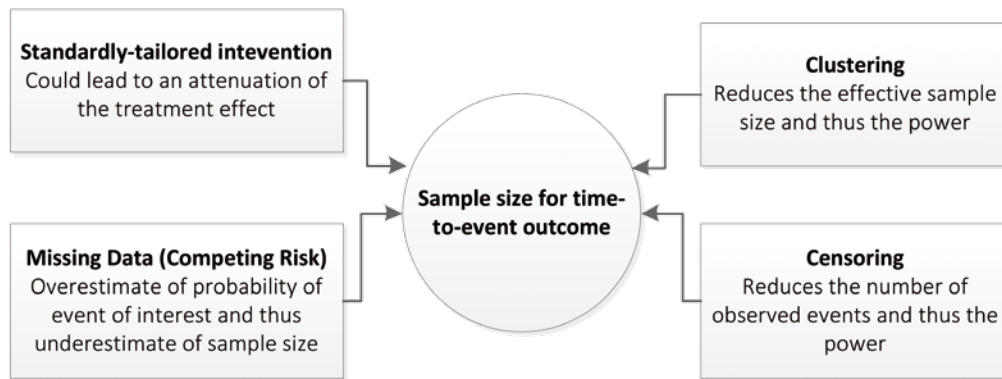 Standardly-tailored intevention
Could lead to an attenuation of
the treatment effect
Clustering
Reduces the effective sample
size and thus the power
Sample size for time-
to-event outcome
Missing Data (Competing Risk)
Overestimate of probability of
event of interest and thus
underestimate of sample size
Censoring
Reduces the number of
observed events and thus the
power